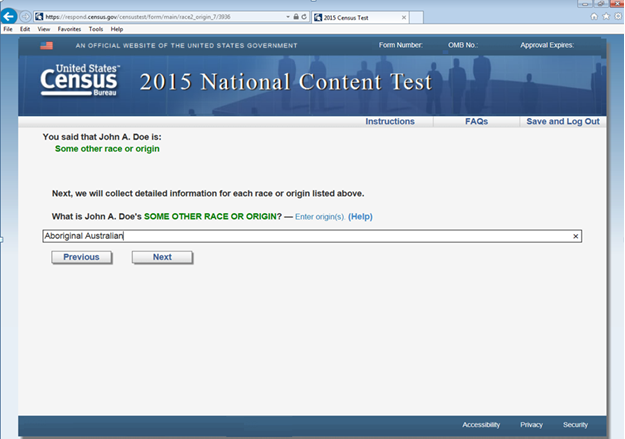 https://respond.census.gov/censustest/form/main/race2_origin_7/3936
2015 Census Test
File Edit View Favorites Tools Help
AN OFFICIAL WEBSITE OF THE UNITED STATES GOVERNMENT Form Number: OMB No.: Approval Expires:
United States™
Census
Bureau
2015 National Content Test
Instructions FAQs Save and Log Out
You said that John A. Doe is:
Some other race or origin
Next, we will collect detailed information for each race or origin listed above.
What is John A. Doe's SOME OTHER RACE OR ORIGIN? — Enter origin(s). (Help)
Aboriginal Australian
Previous Next
Accessibility Privacy Security